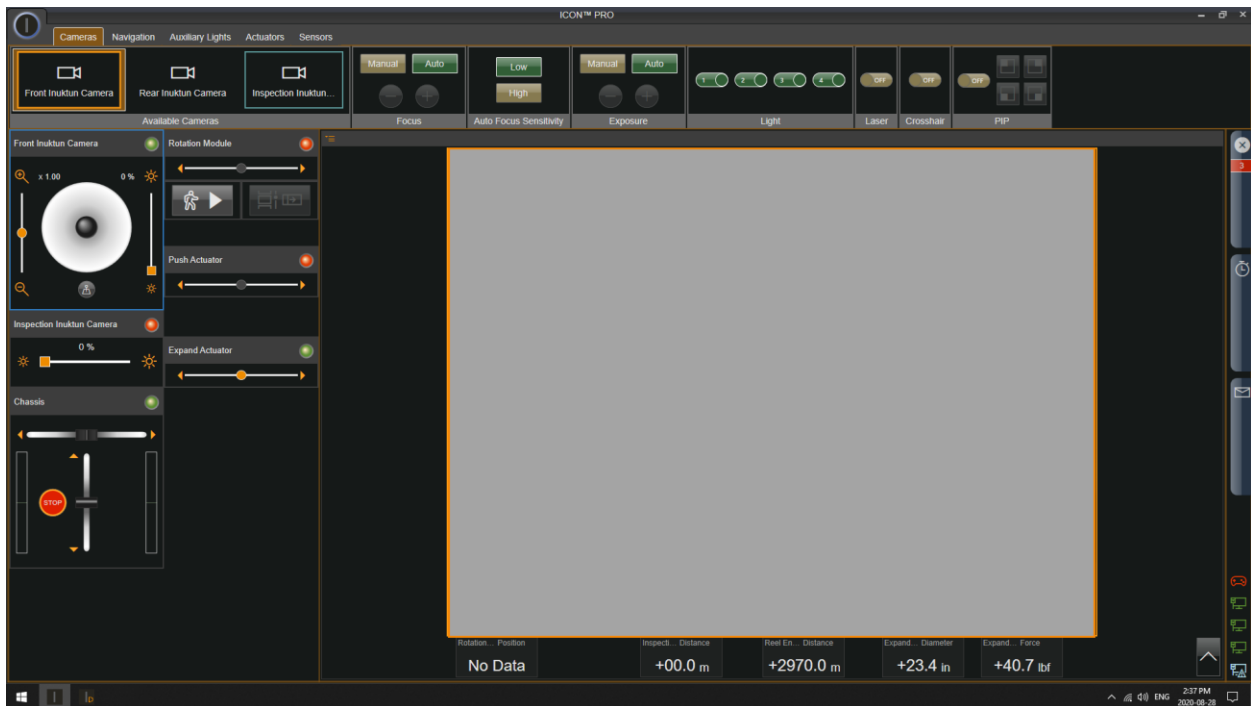 ICON™ PRO
Cameras Navigation Auxiliary Lights Actuators Sensors
Front Inuktun Camera Rear Inuktun Camera Inspection Inuktun...
Available Cameras
Manual Auto
Focus
Low
High
Auto Focus Sensitivity
Manual Auto
Exposure
1 2 3 4
Light
OFF
Laser
OFF
Crosshair
OFF
PIP
Front Inuktun Camera
x 1.00 0 %
Inspection Inuktun Camera
0 %
Chassis
STOP
Rotation Module
Push Actuator
Expand Actuator
3
Rotation... Position
No Data
Inspecti... Distance
+00.0 m
Reel En... Distance
+2970.0 m
Expand... Diameter
+23.4 in
Expand... Force
+40.7 lbf
ENG
2:37 PM
2020-08-28